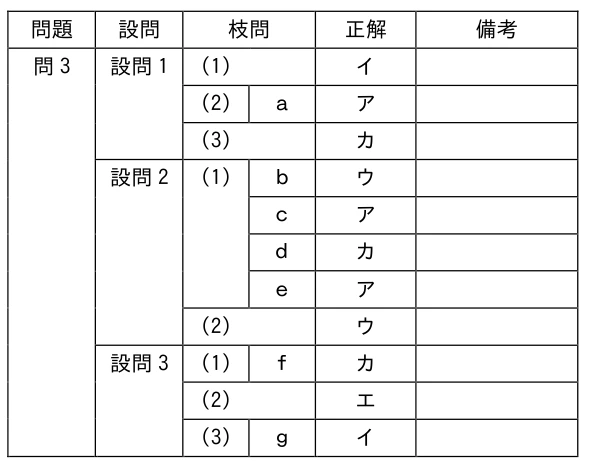 問題 設問 枝問 正解 備考
問3 設問1 (1) イ
(2) a ア
(3) カ
設問2 (1) b ウ
c ア
d カ
e ア
(2) ウ
設問3 (1) f カ
(2) エ
(3) g イ